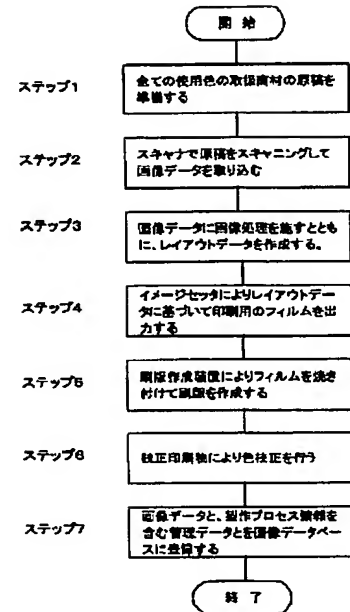 開 始
ステップ1
全ての使用色の取扱商材の原稿を
準備する
ステップ2
スキャナで原稿をスキャニングして
画像データを取り込む
ステップ3
画像データに画像処理を施すととも
に、レイアウトデータを作成する。
ステップ4
イメージセッタによりレイアウトデー
タに基づいて印刷用のフィルムを出
力する
ステップ5
刷版作成装置によりフィルムを焼き
付けて刷版を作成する
ステップ6
校正印刷機により色校正を行う
ステップ7
画像データと、製作プロセス情報を
含む管理データとを画像データベー
スに登録する
終 了